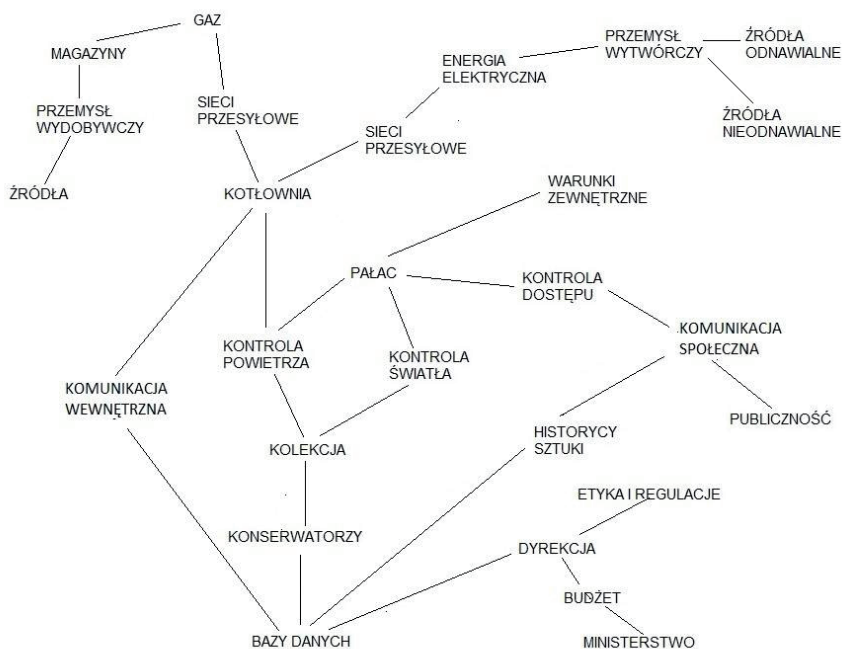 GAZ
MAGAZYNY
PRZEMYSŁ
WYTWÓRCZY
ŹRÓDŁA
ODNAWIALNE
ENERGIA
ELEKTRYCZNA
PRZEMYSŁ
WYDOBYWCZY
SIECI
PRZESYŁOWE
SIECI
PRZESYŁOWE
ŹRÓDŁA
NIEODNAWIALNE
ŹRÓDŁA
KOTŁOWNIA
WARUNKI
ZEWNĘTRZNE
PAŁAC
KONTROLA
DOSTĘPU
KONTROLA
POWIETRZA
KONTROLA
ŚWIATŁA
KOMUNIKACJA
SPOŁECZNA
KOMUNIKACJA
WEWNĘTRZNA
PUBLICZNOŚĆ
KOLEKCJA
HISTORYCY
SZTUKI
ETYKA I REGULACJE
KONSERWATORZY
DYREKCJA
BUDŻET
BAZY DANYCH
MINISTERSTWO